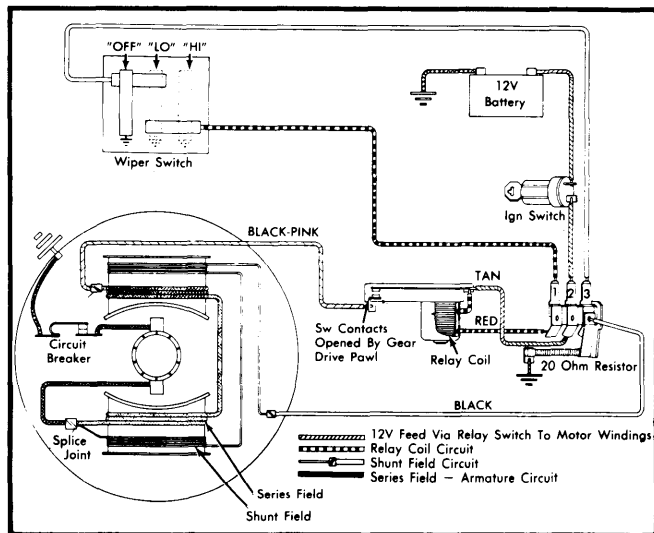 "OFF" "LO" "HI"
12V
Battery
Wiper Switch
Ign Switch
BLACK-PINK
TAN
1 2 3
RED
Sw Contacts
Opened By Gear
Drive Pawl
Relay Coil
20 Ohm Resistor
Circuit
Breaker
BLACK
Splice
Joint
12V Feed Via Relay Switch To Motor Windings
Relay Coil Circuit
Shunt Field Circuit
Series Field — Armature Circuit
Series Field
Shunt Field